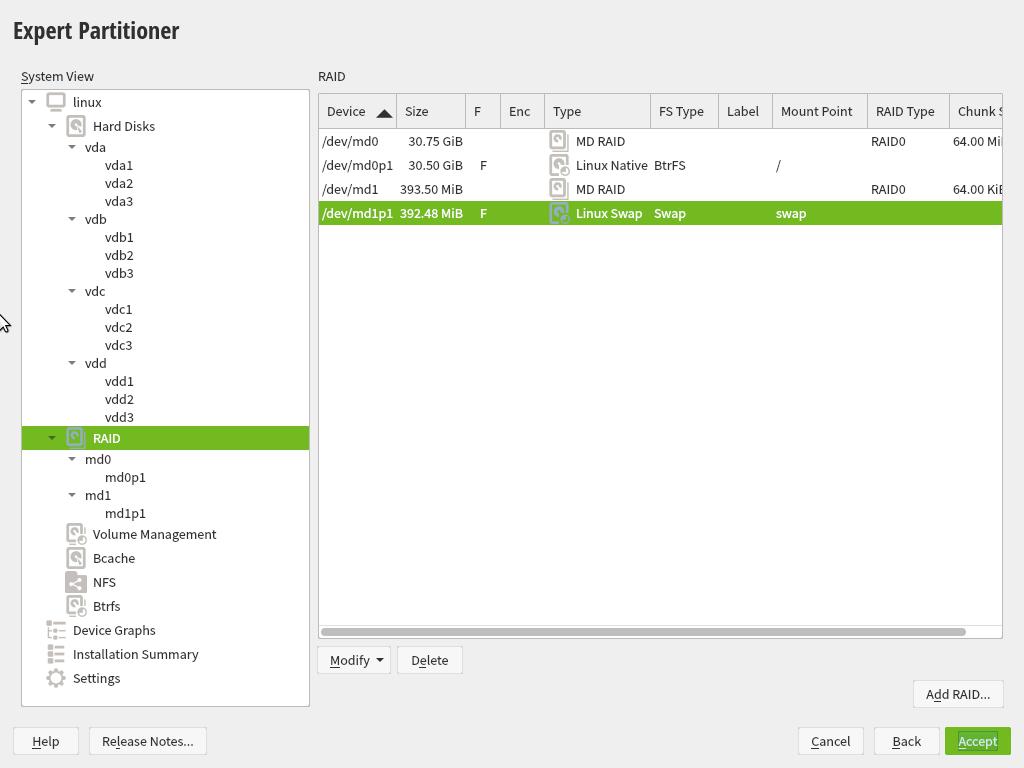 Expert Partitioner
System View
linux
Hard Disks
vda
vda1
vda2
vda3
vdb
vdb1
vdb2
vdb3
vdc
vdc1
vdc2
vdc3
vdd
vdd1
vdd2
vdd3
RAID
md0
md0p1
md1
md1p1
Volume Management
Bcache
NFS
Btrfs
Device Graphs
Installation Summary
Settings
RAID
Device Size F Enc Type FS Type Label Mount Point RAID Type Chunk S
/dev/md0 30.75 GiB MD RAID RAID0 64.00 Mi
/dev/md0p1 30.50 GiB F Linux Native BtrFS /
/dev/md1 393.50 MiB MD RAID RAID0 64.00 KiB
/dev/md1p1 392.48 MiB F Linux Swap Swap swap
Modify Delete
Add RAID...
Help Release Notes... Cancel Back Accept